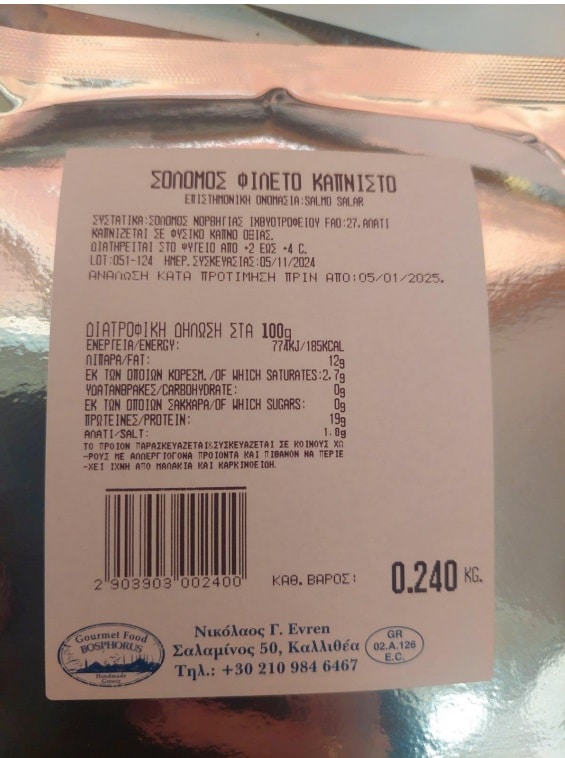 ΣΟΛΟΜΟΣ ΦΙΛΕΤΟ ΚΑΠΝΙΣΤΟ
ΕΠΙΣΤΗΜΟΝΙΚΗ ΟΝΟΜΑΣΙΑ:SALMO SALAR
ΣΥΣΤΑΤΙΚΑ:ΣΟΛΟΜΟΣ ΝΟΡΒΗΓΙΑΣ ΙΧΘΥΟΤΡΟΦΕΙΟΥ FAO:27.ΑΛΑΤΙ
ΚΑΠΝΙΖΕΤΑΙ ΣΕ ΦΥΣΙΚΟ ΚΑΠΝΟ ΟΞΙΑΣ.
ΔΙΑΤΗΡΕΙΤΑΙ ΣΤΟ ΨΥΓΕΙΟ ΑΠΟ +2 ΕΩΣ +4 C.
LOT:051-124 ΗΜΕΡ.ΣΥΣΚΕΥΑΣΙΑΣ:05/11/2024
ΑΝΑΛΩΣΗ ΚΑΤΑ ΠΡΟΤΙΜΗΣΗ ΠΡΙΝ ΑΠΟ:05/01/2025.
ΔΙΑΤΡΟΦΙΚΗ ΔΗΛΩΣΗ ΣΤΑ 100g
ΕΝΕΡΓΕΙΑ/ENERGY: 774KJ/185KCAL
ΛΙΠΑΡΑ/FAT: 12g
ΕΚ ΤΩΝ ΟΠΟΙΩΝ ΚΟΡΕΣΜ./OF WHICH SATURATES:2.7g
ΥΔΑΤΑΝΘΡΑΚΕΣ/CARBOHYDRATE: 0g
ΕΚ ΤΩΝ ΟΠΟΙΩΝ ΣΑΚΧΑΡΑ/OF WHICH SUGARS: 0g
ΠΡΩΤΕΙΝΕΣ/PROTEIN: 19g
ΑΛΑΤΙ/SALT: 1.8g
ΤΟ ΠΡΟΙΟΝ ΠΑΡΑΣΚΕΥΑΖΕΤΑΙ&ΣΥΣΚΕΥΑΖΕΤΑΙ ΣΕ ΚΟΙΝΟΥΣ ΧΩ
-ΡΟΥΣ ΜΕ ΑΛΛΕΡΓΙΟΓΟΝΑ ΠΡΟΙΟΝΤΑ ΚΑΙ ΠΙΘΑΝΟΝ ΝΑ ΠΕΡΙΕ
-ΧΕΙ ΙΧΝΗ ΑΠΟ ΜΑΛΑΚΙΑ ΚΑΙ ΚΑΡΚΙΝΟΕΙΔΗ.
2 903903 002400
ΚΑΘ. ΒΑΡΟΣ: 0.240 KG.
Gourmet Food
BOSPHORUS
Handmade
Greece
Νικόλαος Γ. Evren
Σαλαμίνος 50, Καλλιθέα
Τηλ.: +30 210 984 6467
GR
02.A.126
E.C.